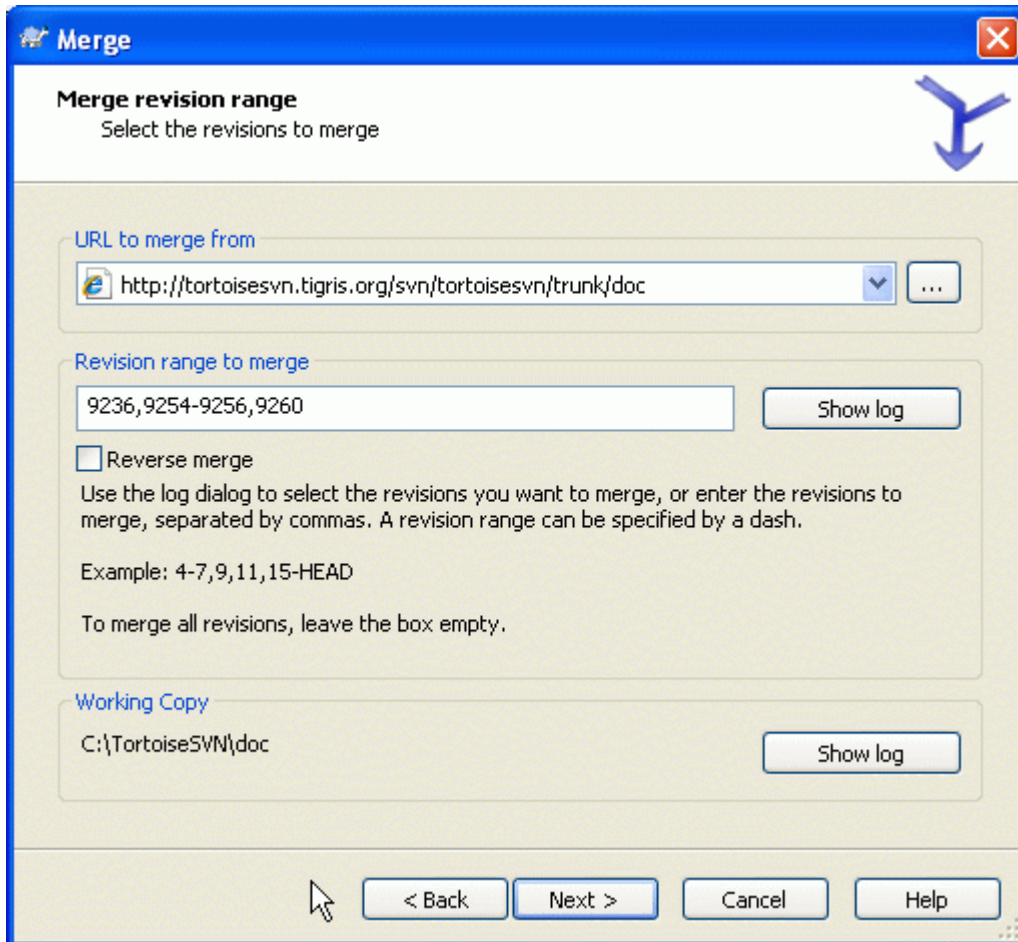 Merge
Merge revision range
Select the revisions to merge
URL to merge from
http://tortoisesvn.tigris.org/svn/tortoisesvn/trunk/doc
...
Revision range to merge
9236,9254-9256,9260
Show log
Reverse merge
Use the log dialog to select the revisions you want to merge, or enter the revisions to
merge, separated by commas. A revision range can be specified by a dash.
Example: 4-7,9,11,15-HEAD
To merge all revisions, leave the box empty.
Working Copy
C:\TortoiseSVN\doc
Show log
< Back
Next >
Cancel
Help